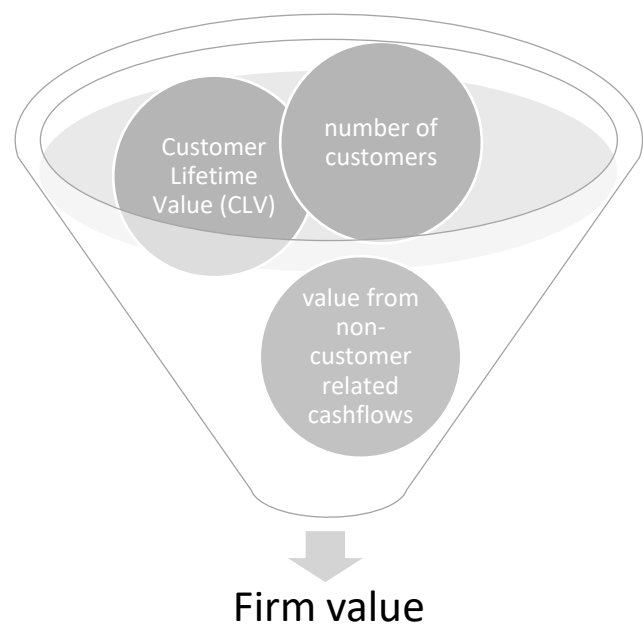 number of
customers
Customer
Lifetime
Value (CLV)
value from
non-
customer
related
cashflows
Firm value